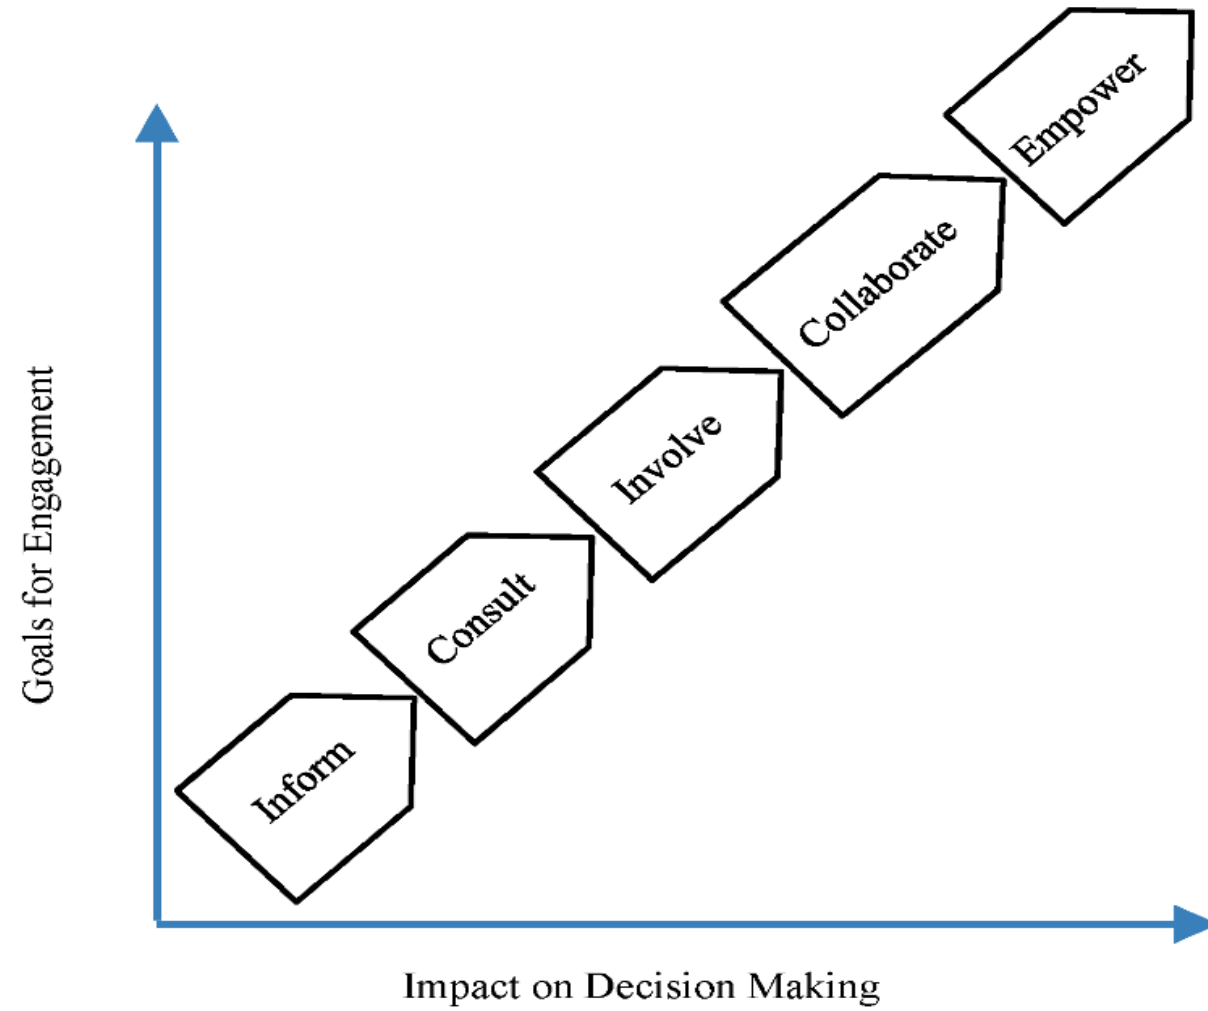 Empower
Collaborate
Involve
Consult
Inform
Goals for Engagement
Impact on Decision Making